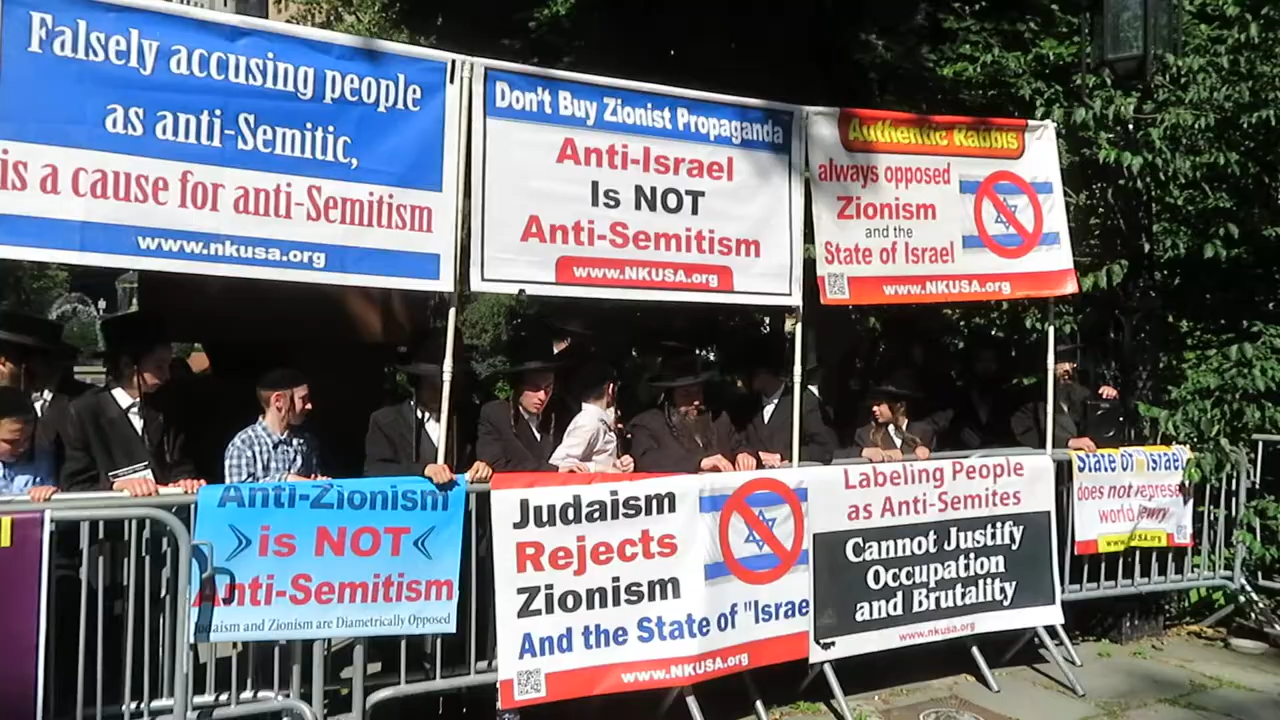 Falsely accusing people
as anti-Semitic,
is a cause for anti-Semitism
www.nkusa.org
Don't Buy Zionist Propaganda
Anti-Israel
Is NOT
Anti-Semitism
www.NKUSA.org
Authentic Rabbis
always opposed
Zionism
and the
State of Israel
www.NKUSA.org
Anti-Zionism
is NOT
Anti-Semitism
Judaism and Zionism are Diametrically Opposed
Judaism
Rejects
Zionism
And the State of "Israe
www.NKUSA.org
Labeling People
as Anti-Semites
Cannot Justify
Occupation
and Brutality
www.nkusa.org
State of "Israel"
does not represe
world Jewry